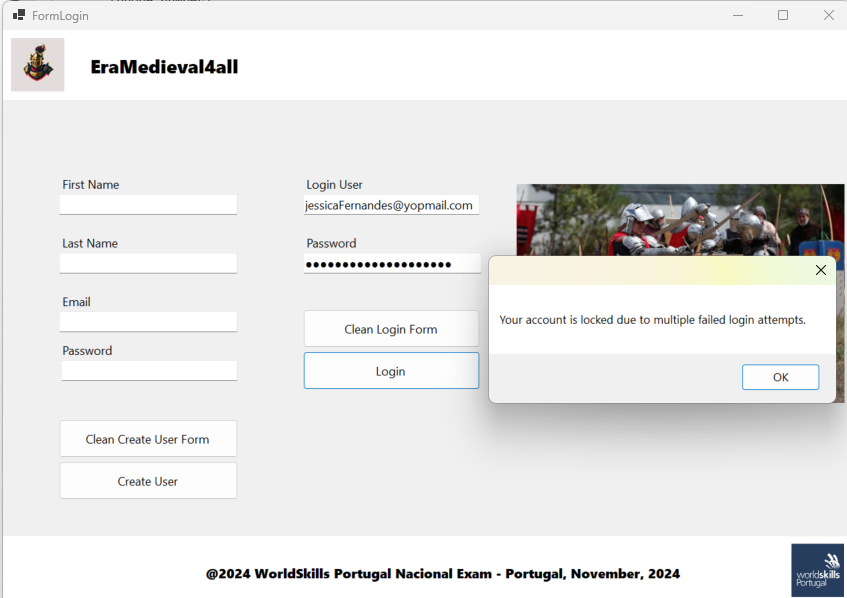 FormLogin
EraMedieval4all
First Name
Last Name
Email
Password
Clean Create User Form
Create User
Login User
jessicaFernandes@yopmail.com
Password
Clean Login Form
Login
Your account is locked due to multiple failed login attempts.
OK
@2024 WorldSkills Portugal Nacional Exam - Portugal, November, 2024
worldskills
Portugal